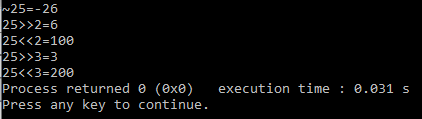 ~25=-26
25>>2=6
25<<2=100
25>>3=3
25<<3=200
Process returned 0 (0x0)   execution time : 0.031 s
Press any key to continue.